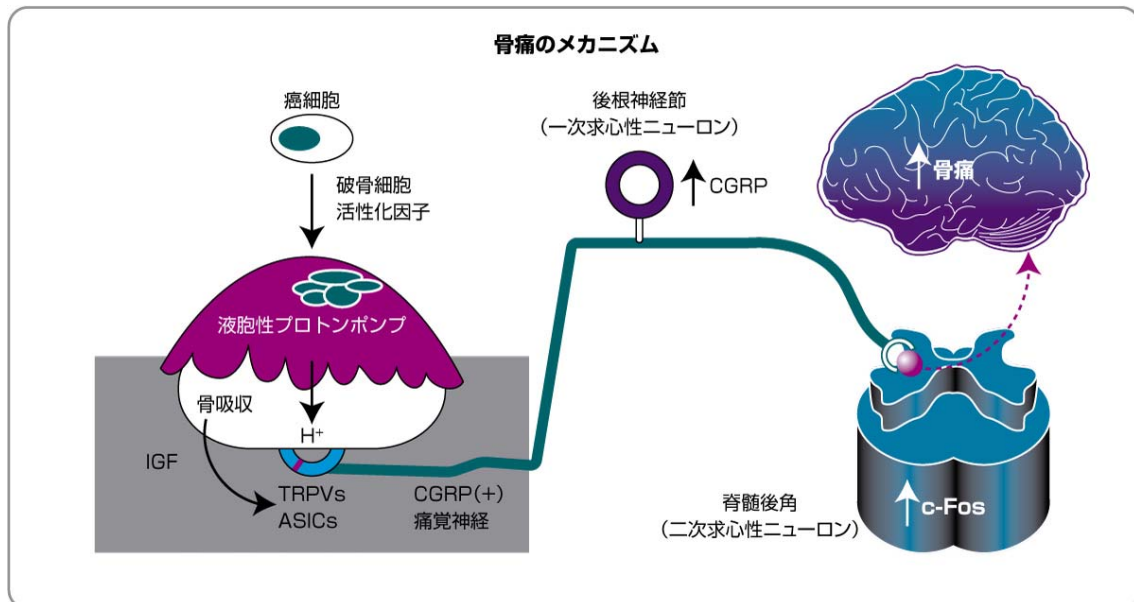 骨痛のメカニズム
癌細胞
破骨細胞
活性化因子
液胞性プロトンポンプ
骨吸収
H⁺
IGF
TRPVs
ASICs
CGRP(+)
痛覚神経
後根神経節
（一次求心性ニューロン）
CGRP
骨痛
脊髄後角
（二次求心性ニューロン）
c-Fos